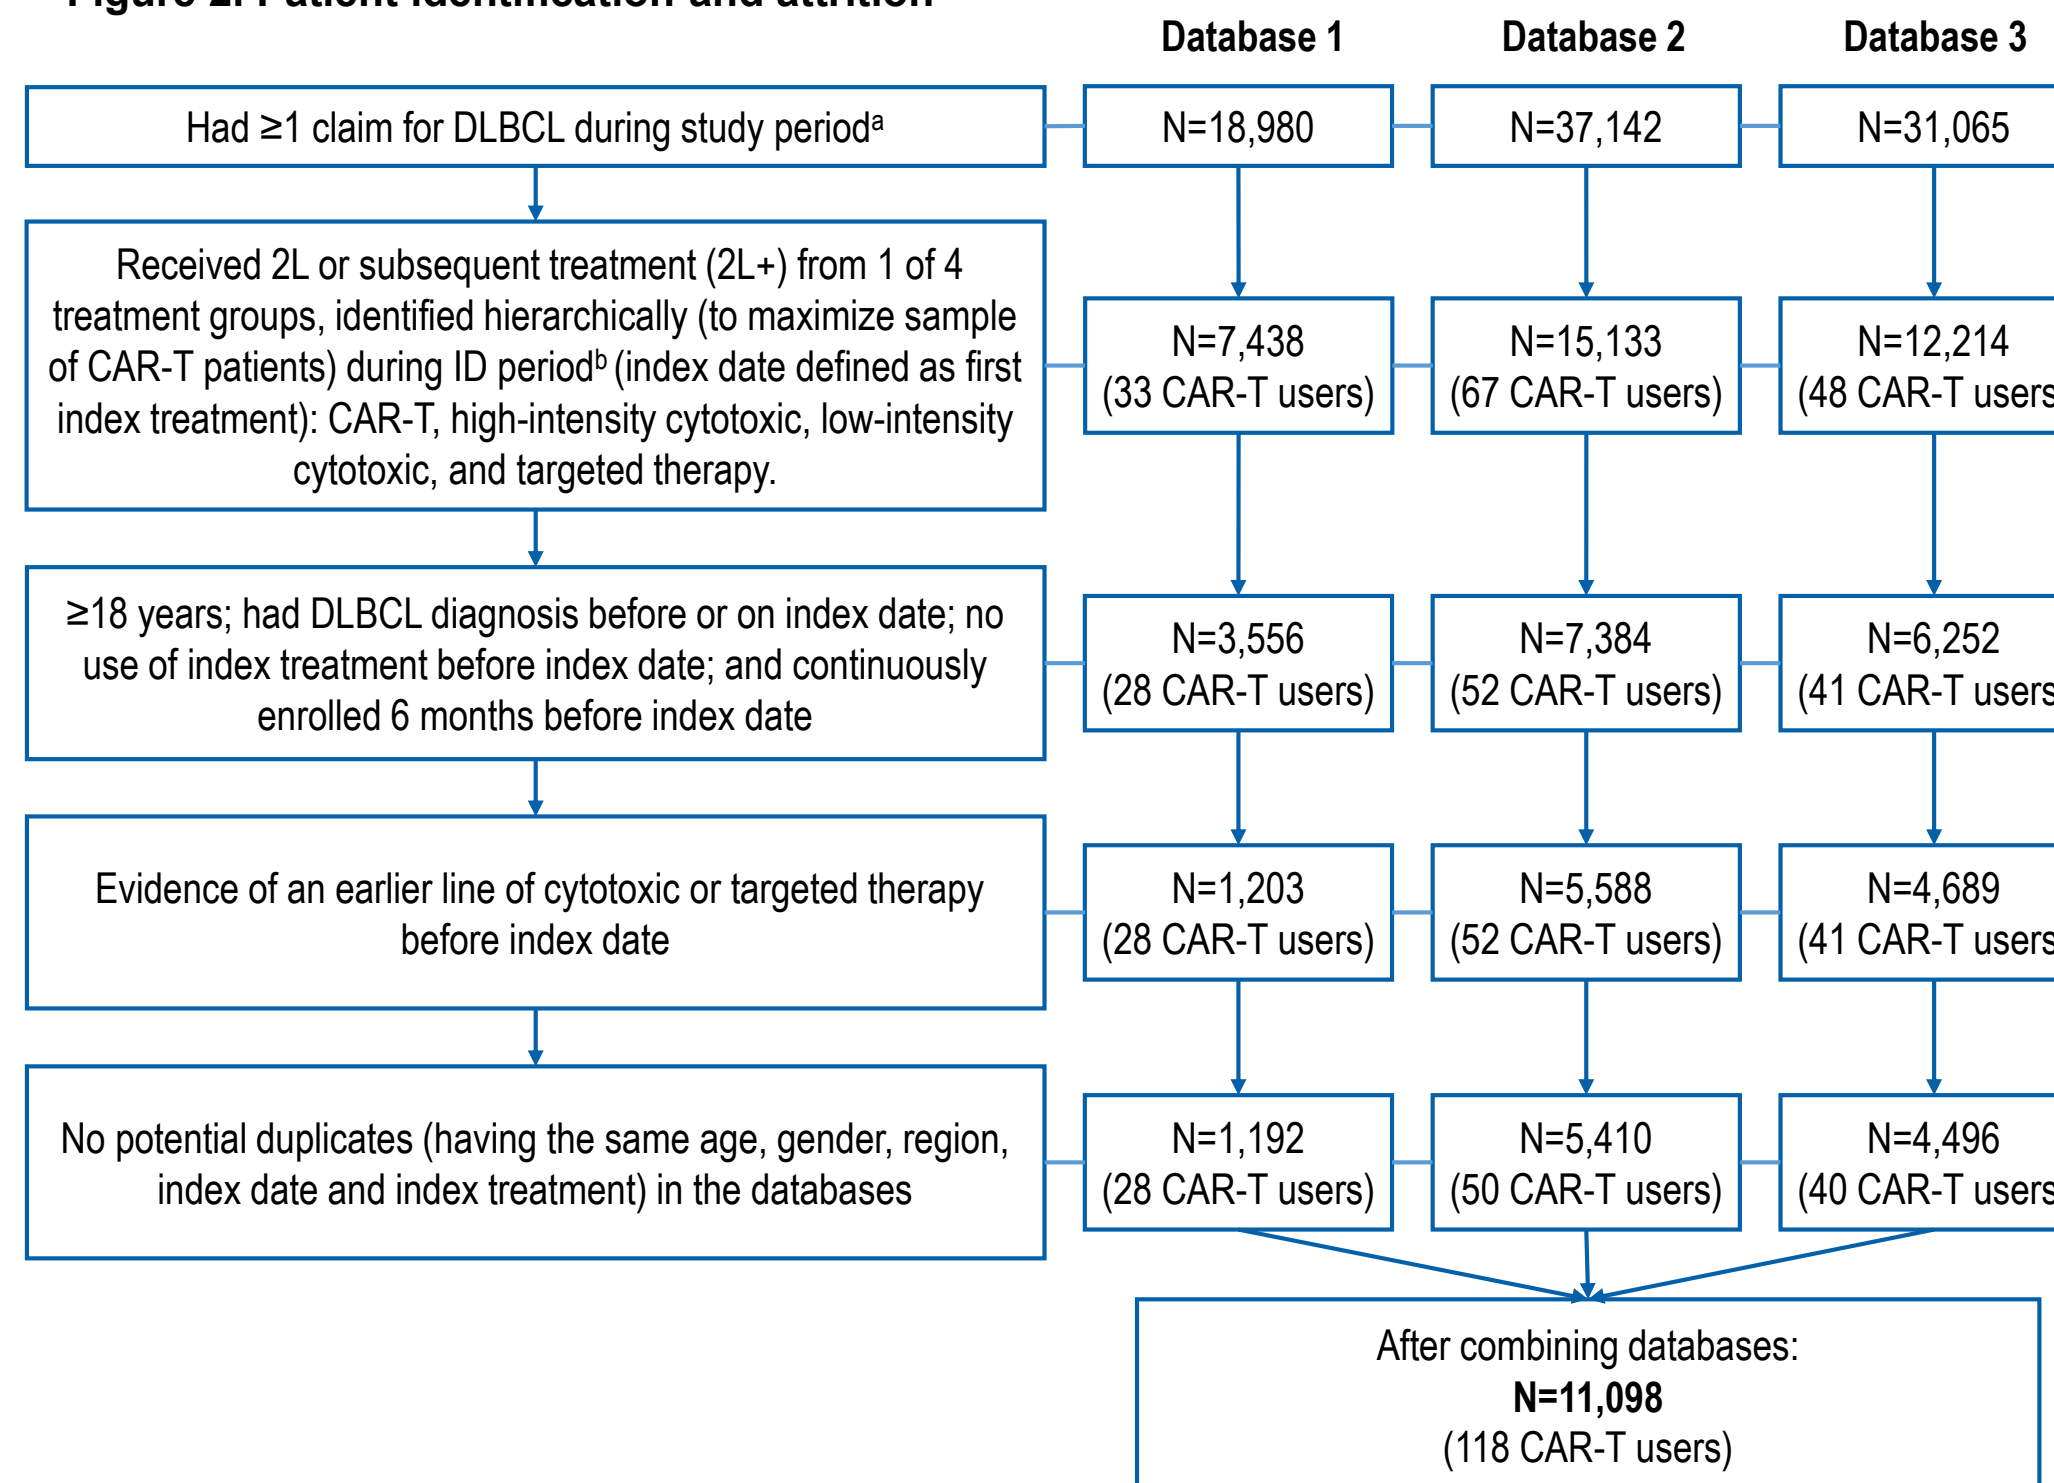 Figure 2. Patient identification and attrition
Database 1
Database 2
Database 3
Had ≥1 claim for DLBCL during study periodᵃ
N=18,980
N=37,142
N=31,065
Received 2L or subsequent treatment (2L+) from 1 of 4
treatment groups, identified hierarchically (to maximize sample
of CAR-T patients) during ID periodᵇ (index date defined as first
index treatment): CAR-T, high-intensity cytotoxic, low-intensity
cytotoxic, and targeted therapy.
N=7,438
(33 CAR-T users)
N=15,133
(67 CAR-T users)
N=12,214
(48 CAR-T users
≥18 years; had DLBCL diagnosis before or on index date; no
use of index treatment before index date; and continuously
enrolled 6 months before index date
N=3,556
(28 CAR-T users)
N=7,384
(52 CAR-T users)
N=6,252
(41 CAR-T users
Evidence of an earlier line of cytotoxic or targeted therapy
before index date
N=1,203
(28 CAR-T users)
N=5,588
(52 CAR-T users)
N=4,689
(41 CAR-T users
No potential duplicates (having the same age, gender, region,
index date and index treatment) in the databases
N=1,192
(28 CAR-T users)
N=5,410
(50 CAR-T users)
N=4,496
(40 CAR-T users
After combining databases:
N=11,098
(118 CAR-T users)